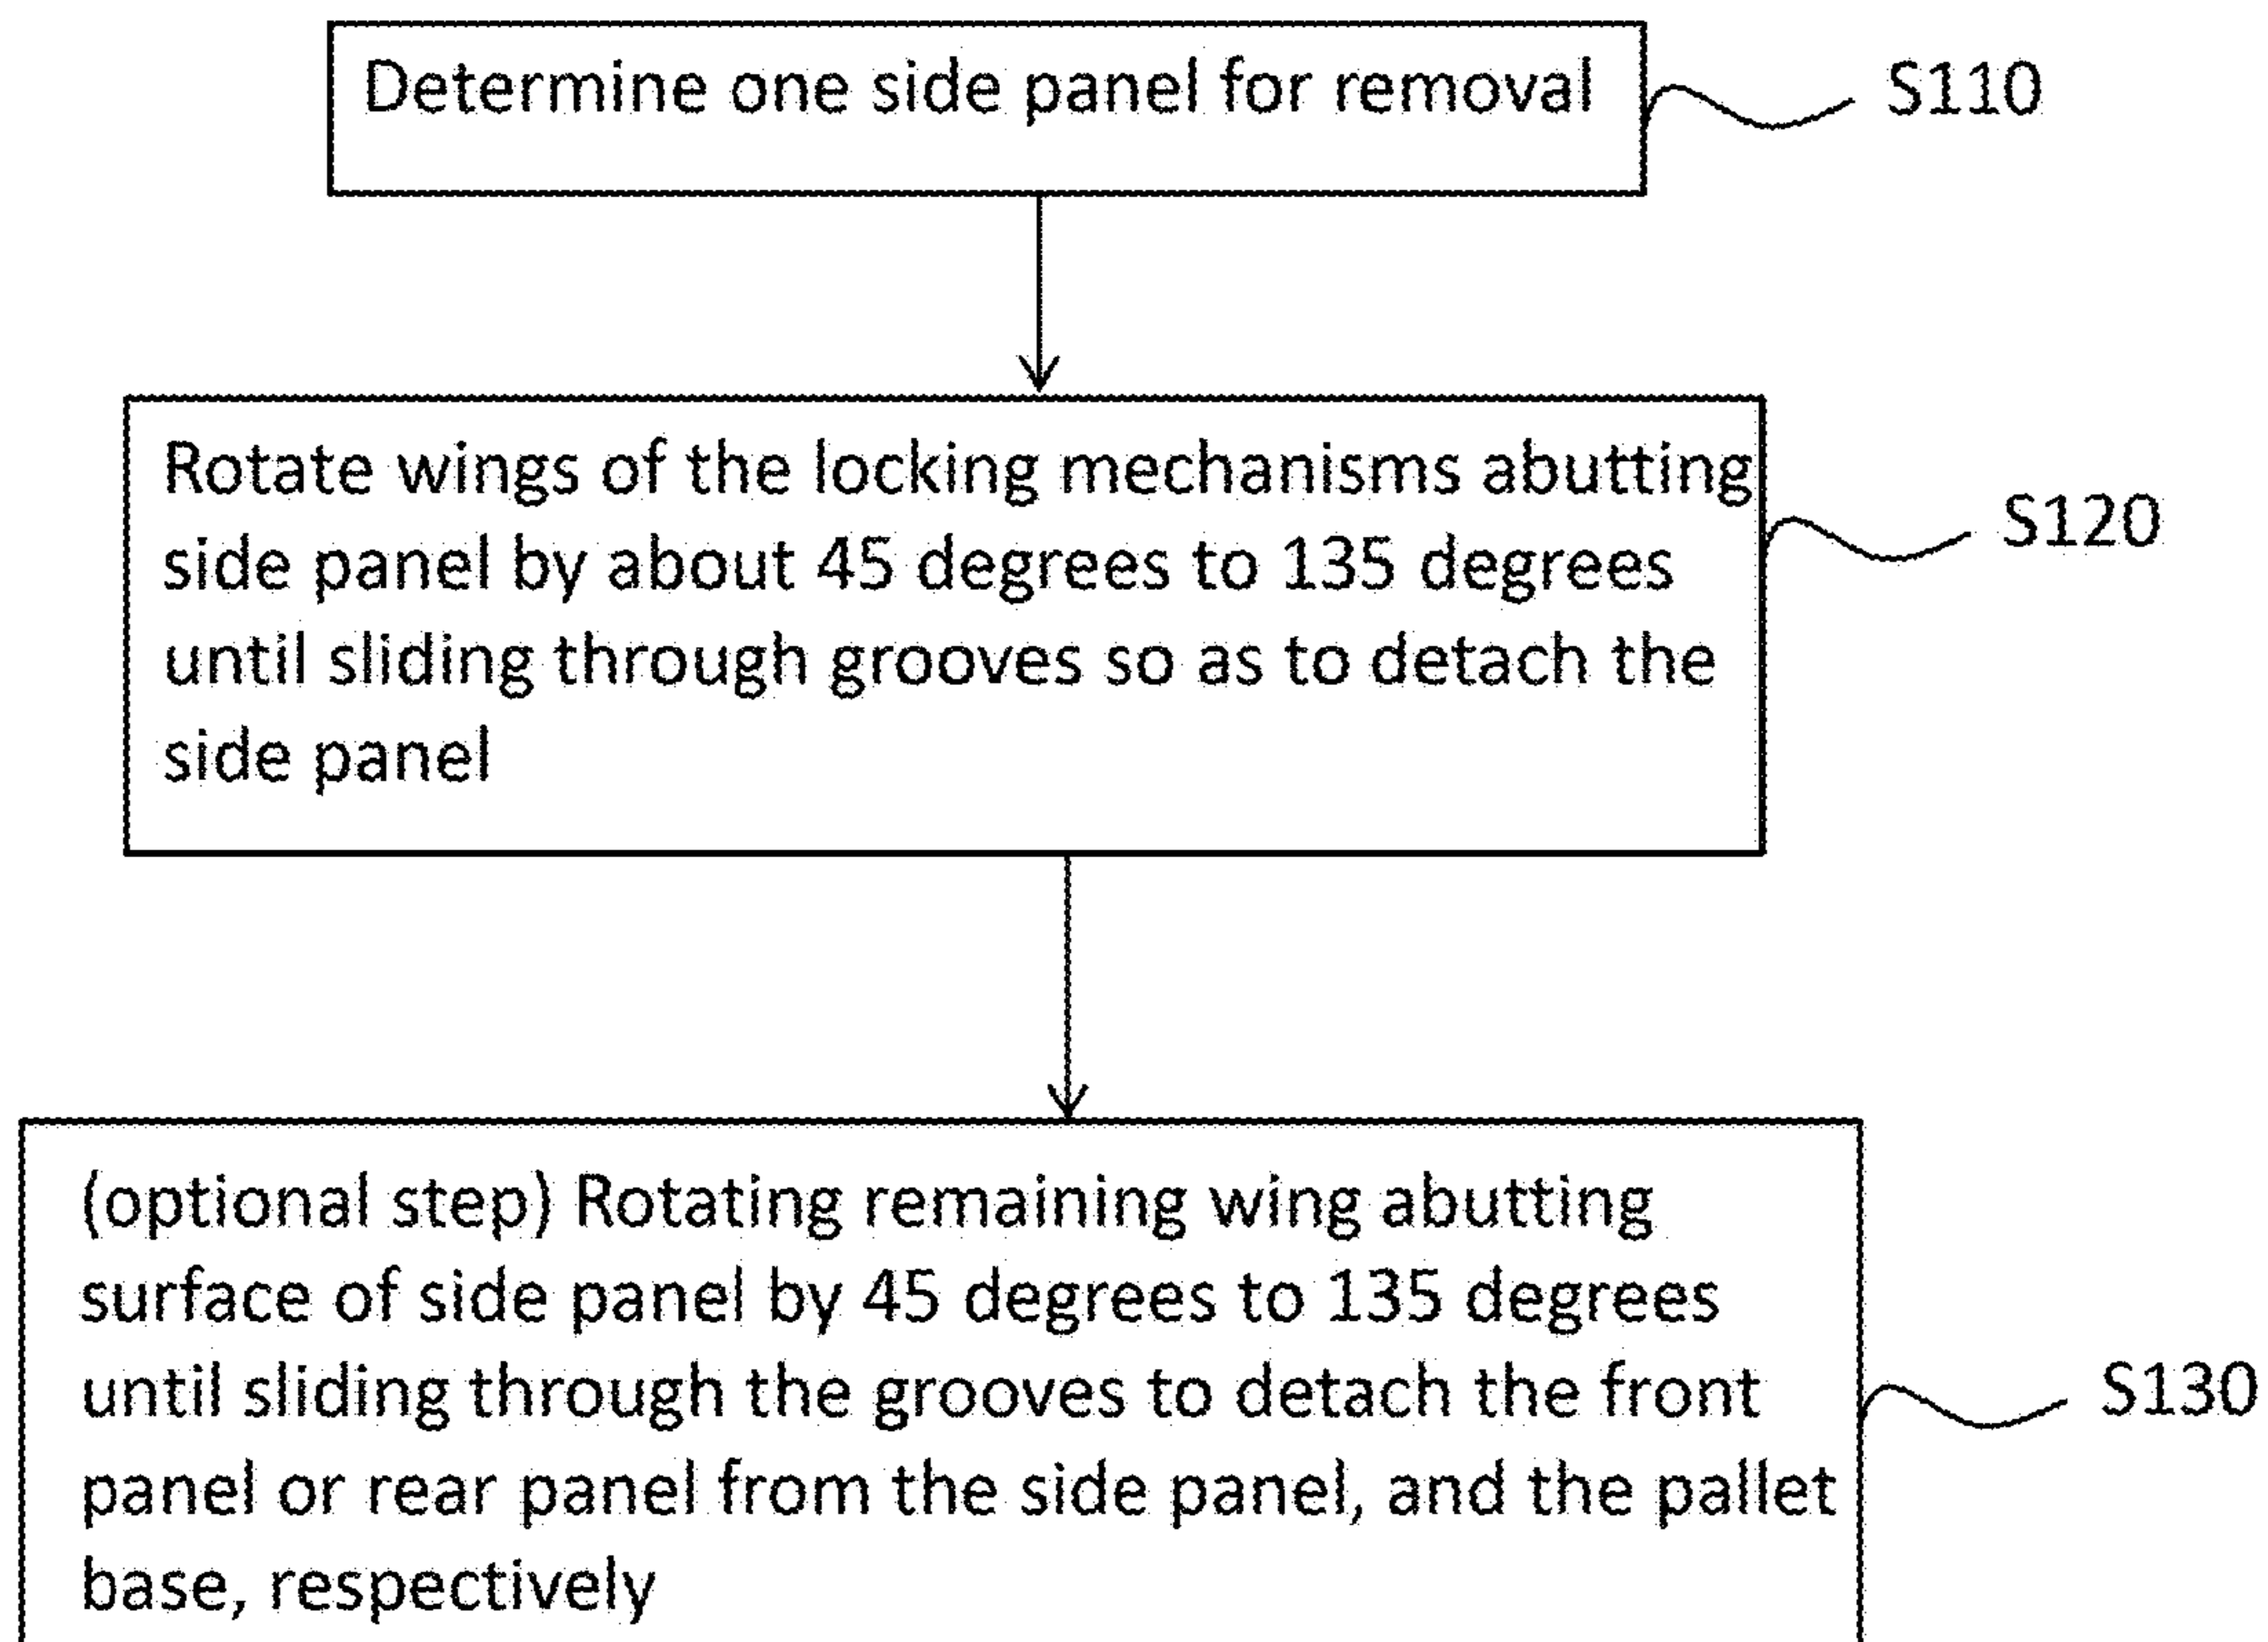 Determine one side panel for removal
S110
Rotate wings of the locking mechanisms abutting
side panel by about 45 degrees to 135 degrees
until sliding through grooves so as to detach the
side panel
S120
(optional step) Rotating remaining wing abutting
surface of side panel by 45 degrees to 135 degrees
until sliding through the grooves to detach the front
panel or rear panel from the side panel, and the pallet
base, respectively
S130